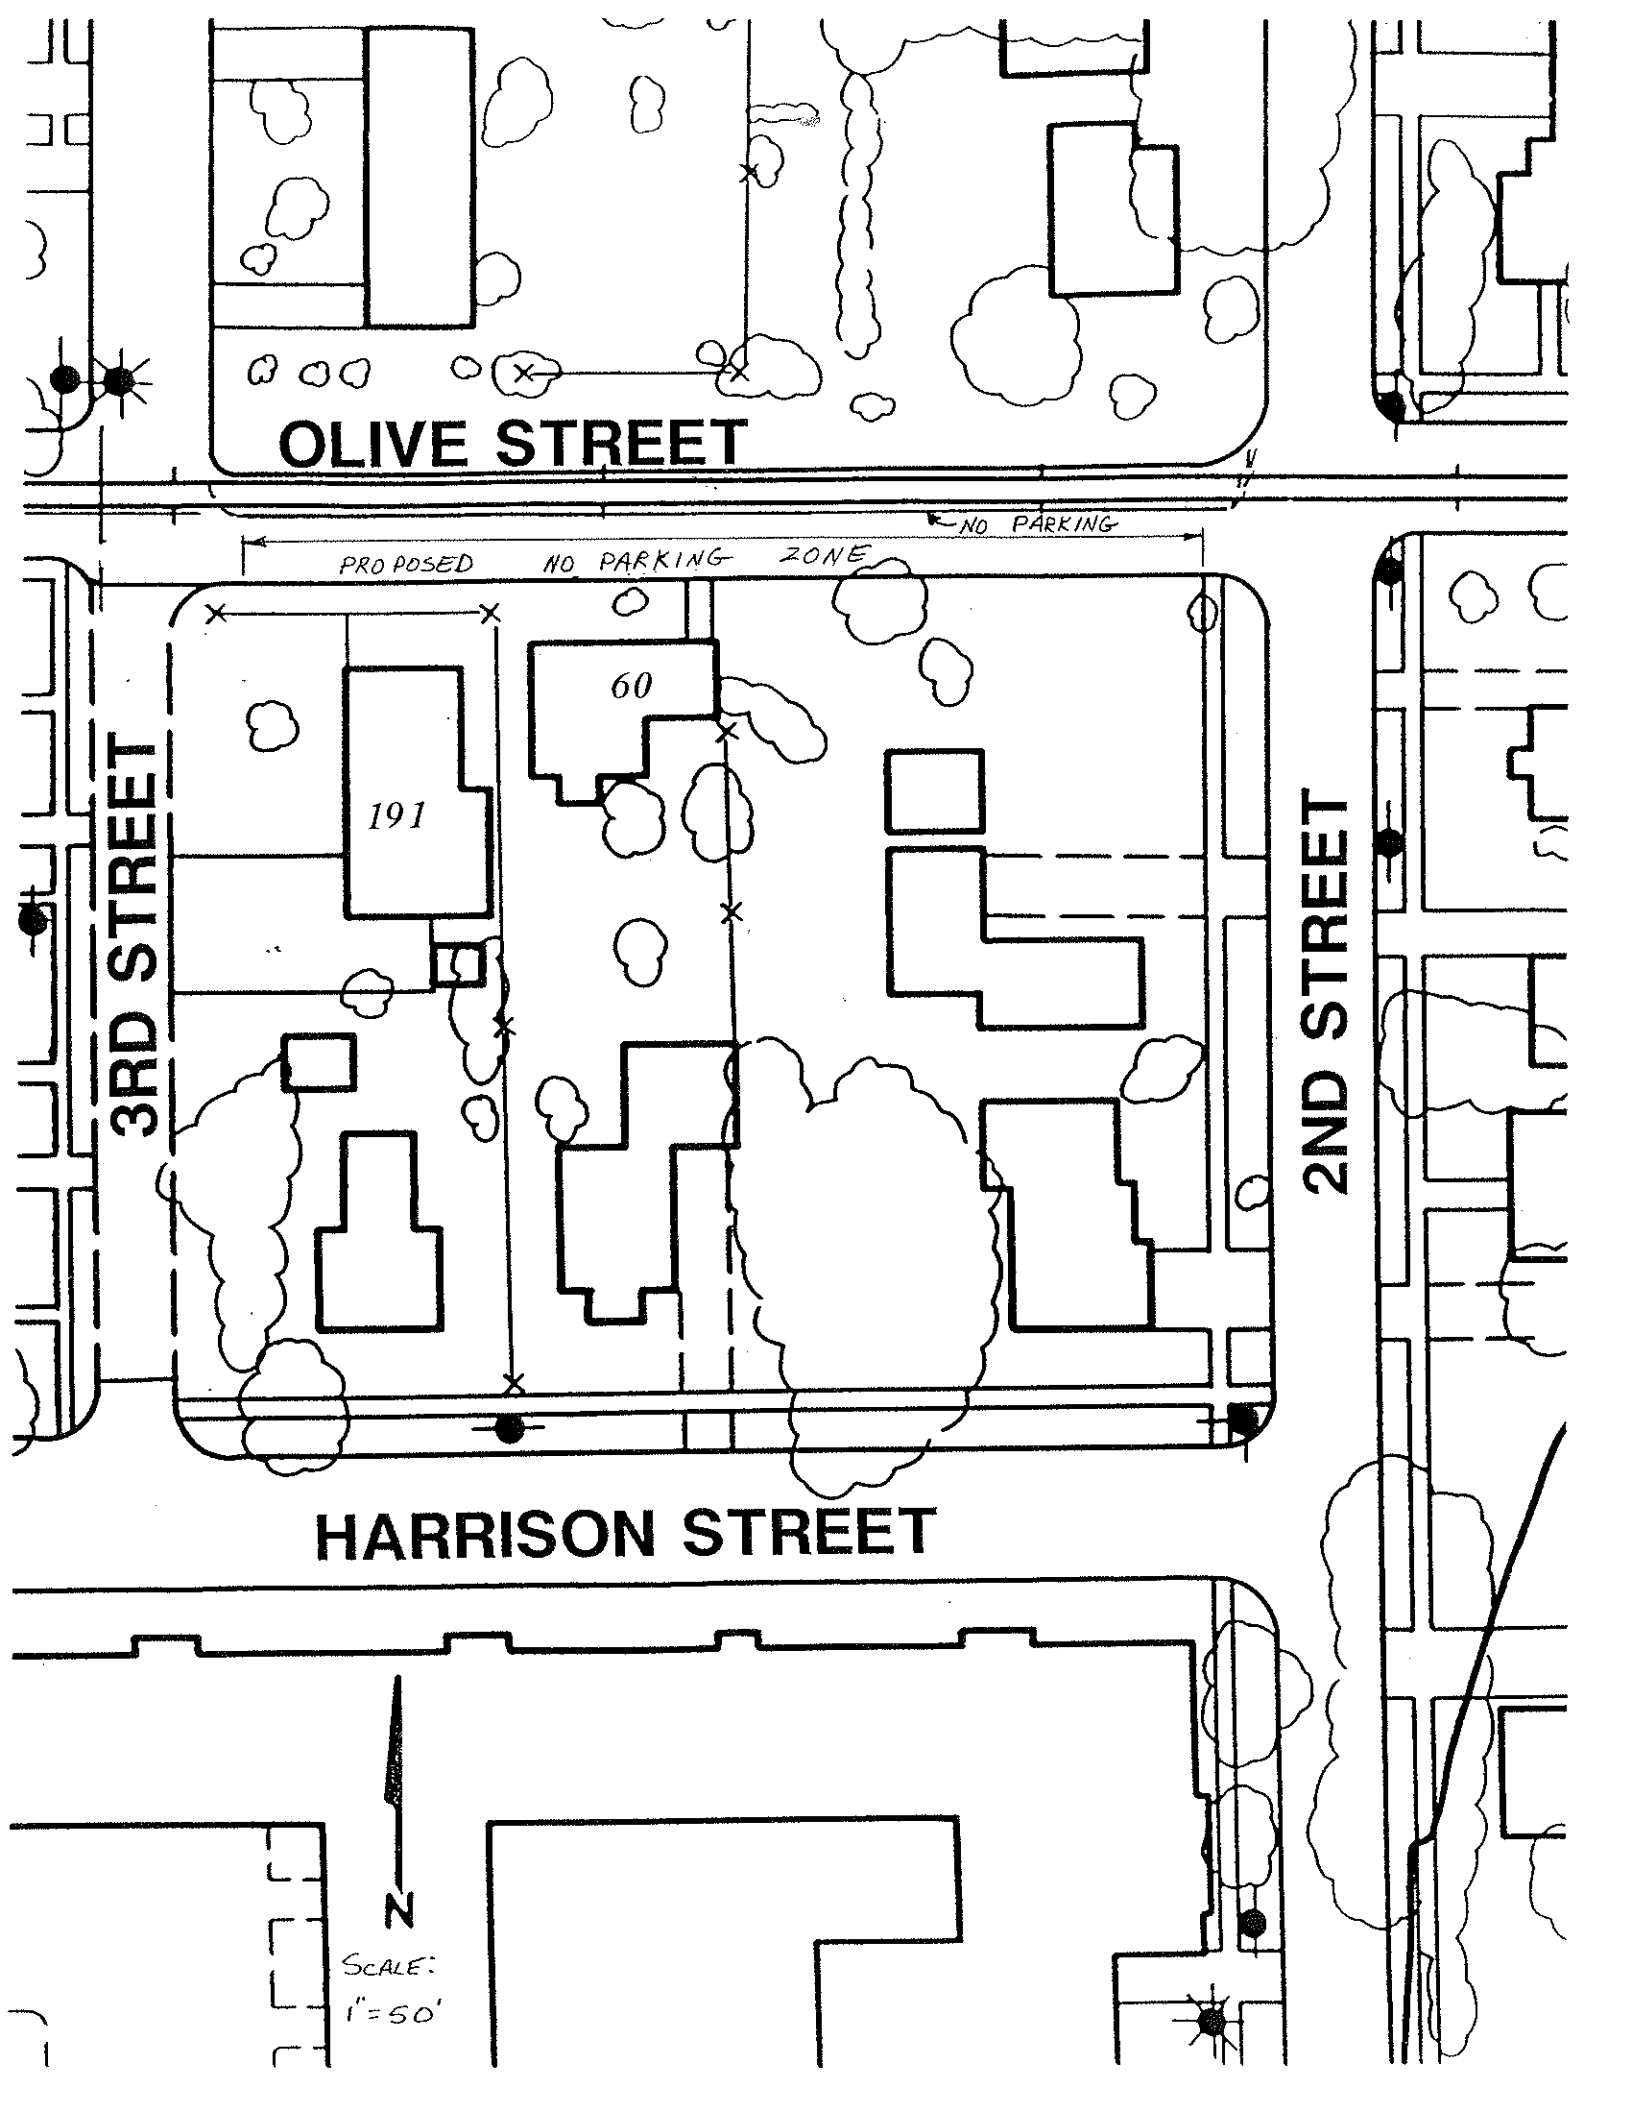 OLIVE STREET
NO PARKING
PROPOSED NO PARKING ZONE
60
191
3RD STREET
2ND STREET
HARRISON STREET
N
SCALE:
1"=50'